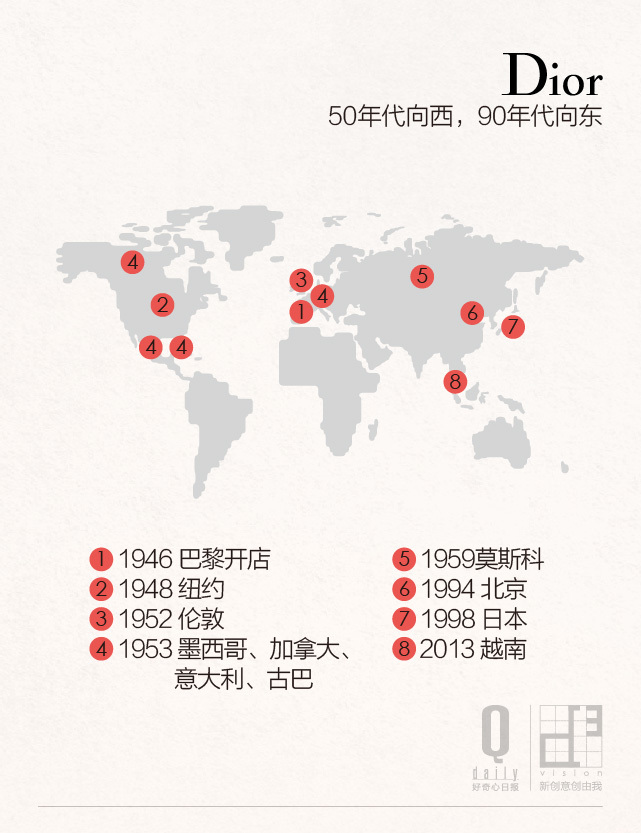 Dior
50年代向西，90年代向东
4
3
5
4
2
1
6
7
4
4
8
1 1946 巴黎开店
2 1948 纽约
3 1952 伦敦
4 1953 墨西哥、加拿大、
意大利、古巴
5 1959莫斯科
6 1994 北京
7 1998 日本
8 2013 越南
Q
daily
好奇心日报
d3
vision
新创意创由我